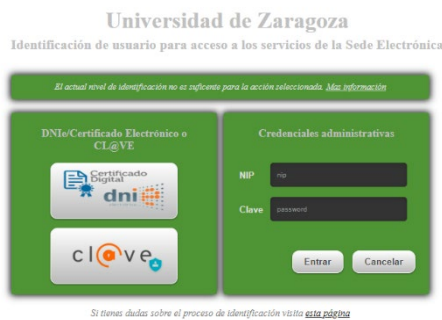 Universidad de Zaragoza
Identificación de usuario para acceso a los servicios de la Sede Electrónica
El actual nivel de identificación no es suficente para la acción seleccionada. Mas información
DNIe/Certificado Electrónico o
CL@VE
Certificado
Digital
dni
cl@ve
Credenciales administrativas
NIP
nip
Clave
password
Entrar
Cancelar
Si tienes dudas sobre el proceso de identificación visita esta página